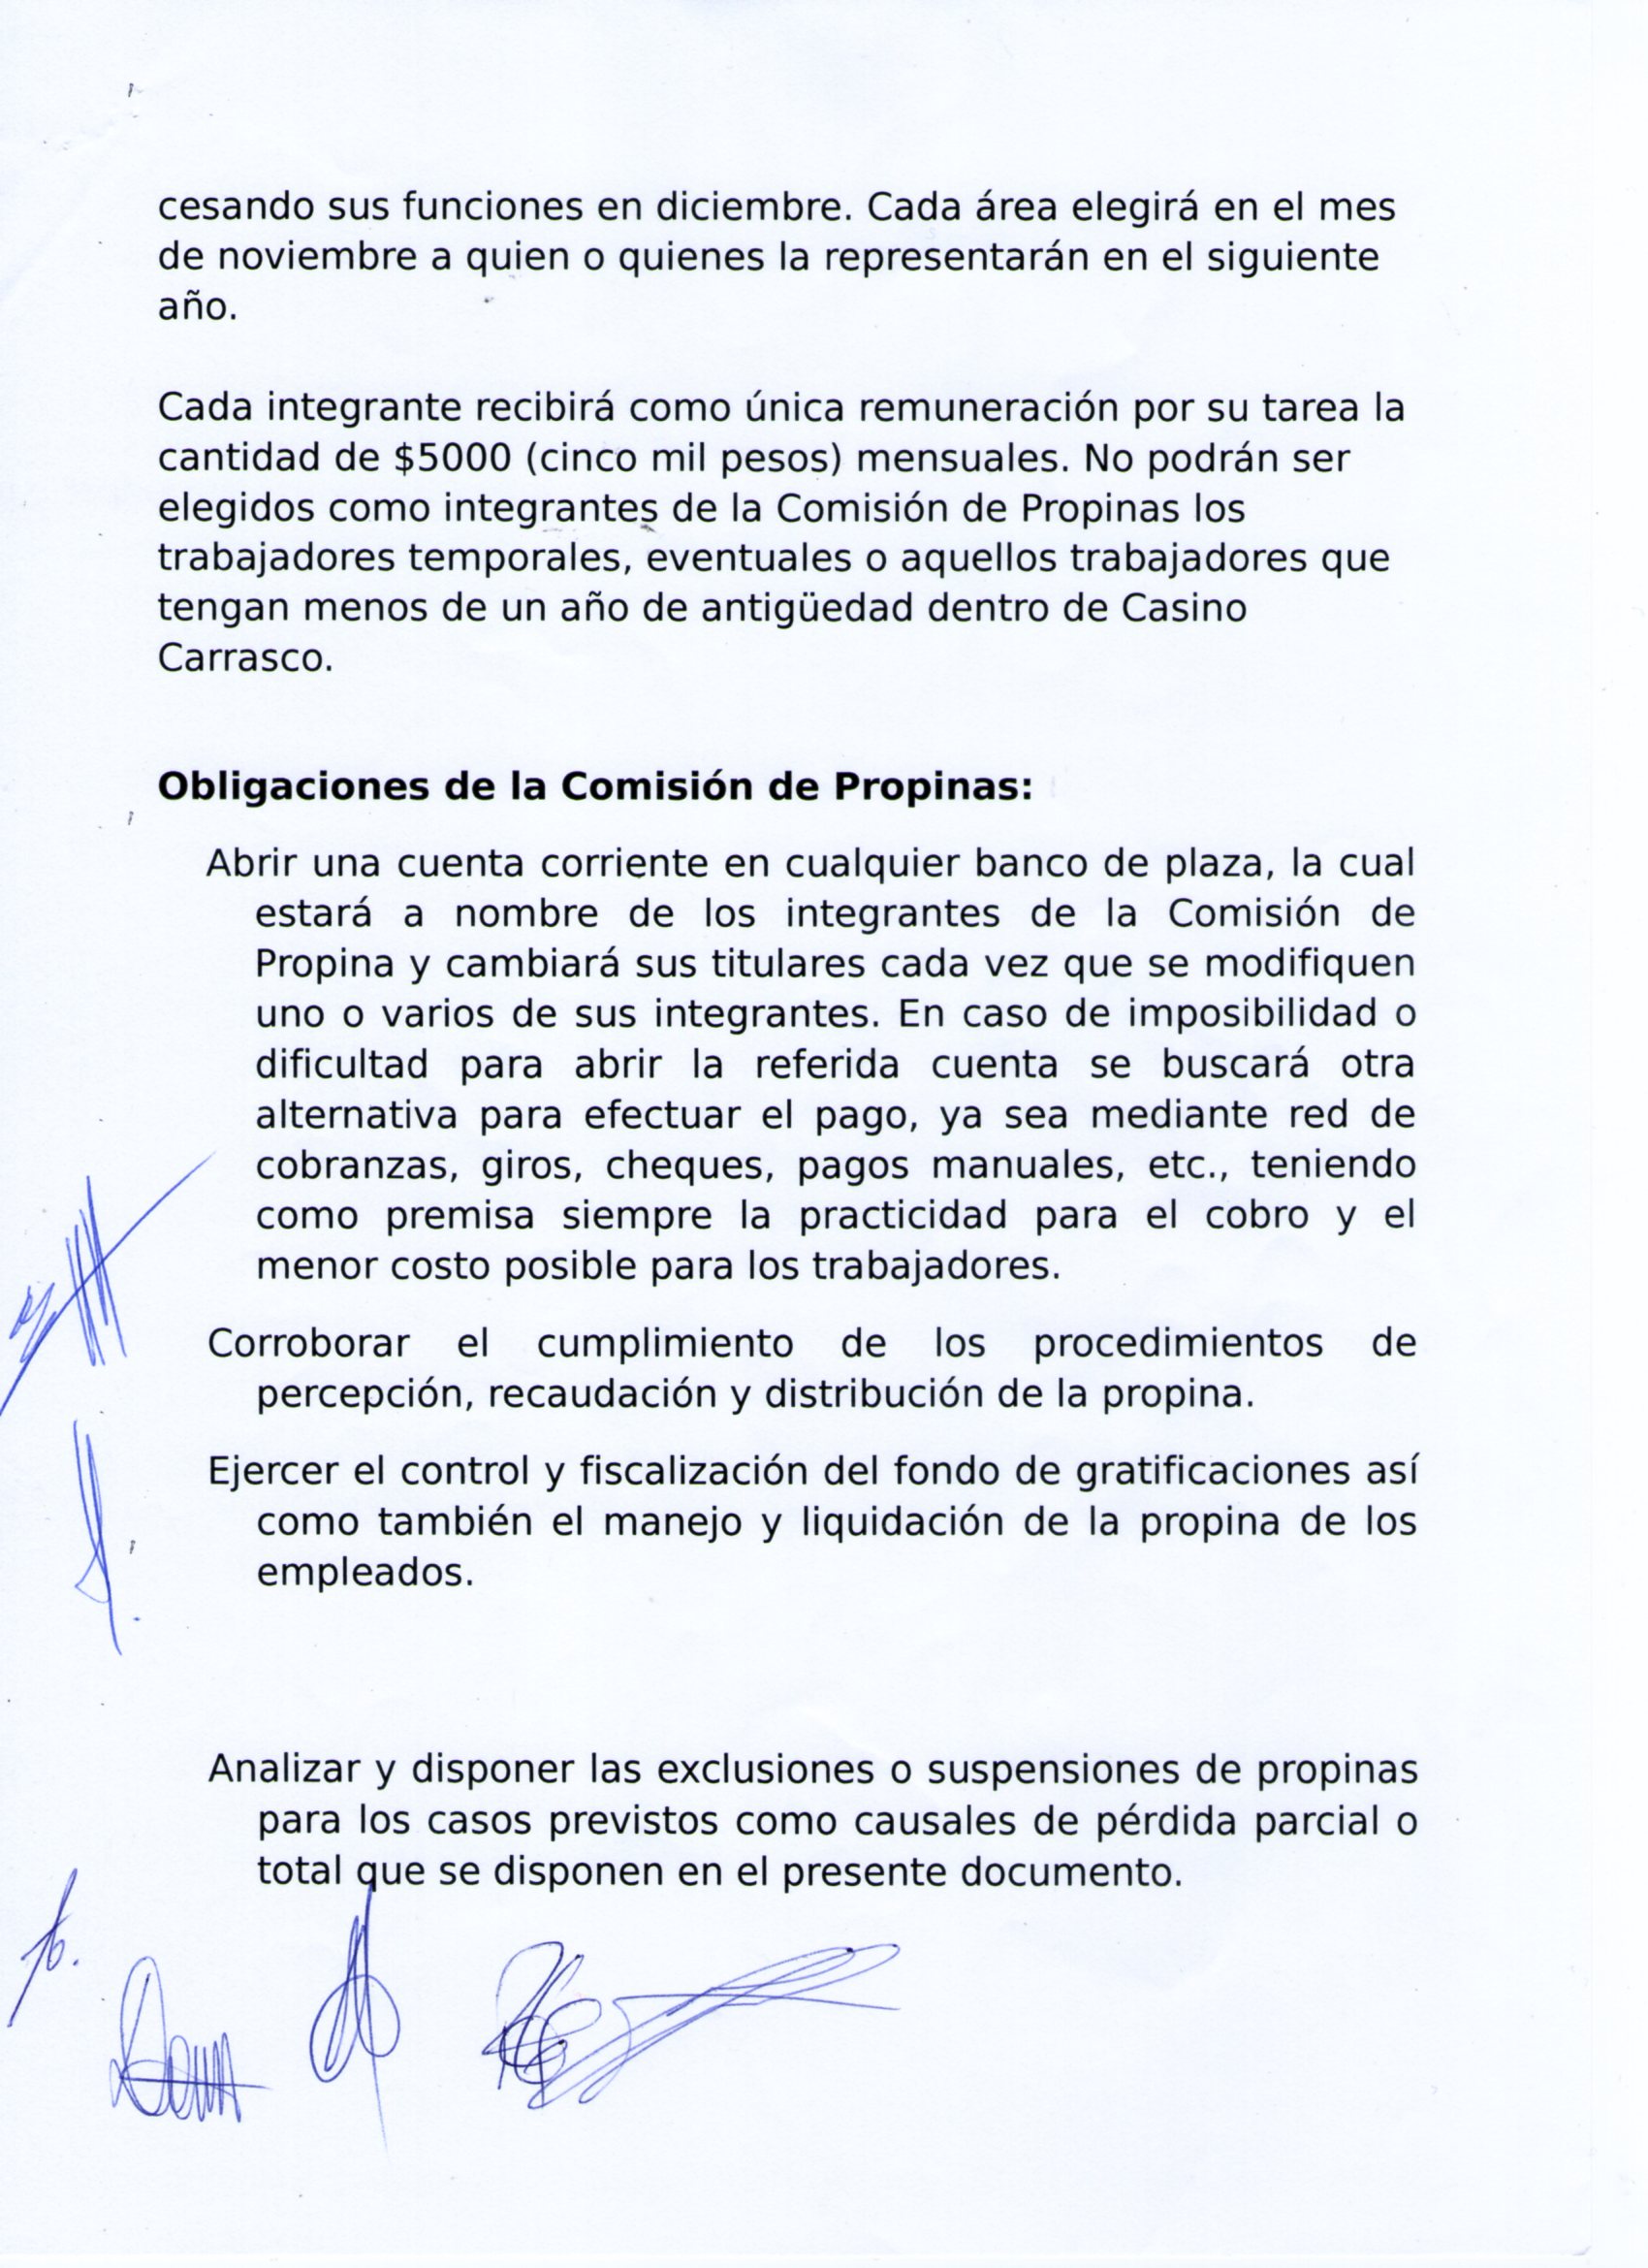 cesando sus funciones en diciembre. Cada área elegirá en el mes
de noviembre a quien o quienes la representarán en el siguiente
año.
Cada integrante recibirá como única remuneración por su tarea la
cantidad de $5000 (cinco mil pesos) mensuales. No podrán ser
elegidos como integrantes de la Comisión de Propinas los
trabajadores temporales, eventuales o aquellos trabajadores que
tengan menos de un año de antigüedad dentro de Casino
Carrasco.
Obligaciones de la Comisión de Propinas:
Abrir una cuenta corriente en cualquier banco de plaza, la cual
estará a nombre de los integrantes de la Comisión de
Propina y cambiará sus titulares cada vez que se modifiquen
uno o varios de sus integrantes. En caso de imposibilidad o
dificultad para abrir la referida cuenta se buscará otra
alternativa para efectuar el pago, ya sea mediante red de
cobranzas, giros, cheques, pagos manuales, etc., teniendo
como premisa siempre la practicidad para el cobro y el
menor costo posible para los trabajadores.
Corroborar el cumplimiento de los procedimientos de
percepción, recaudación y distribución de la propina.
Ejercer el control y fiscalización del fondo de gratificaciones así
como también el manejo y liquidación de la propina de los
empleados.
Analizar y disponer las exclusiones o suspensiones de propinas
para los casos previstos como causales de pérdida parcial o
total que se disponen en el presente documento.